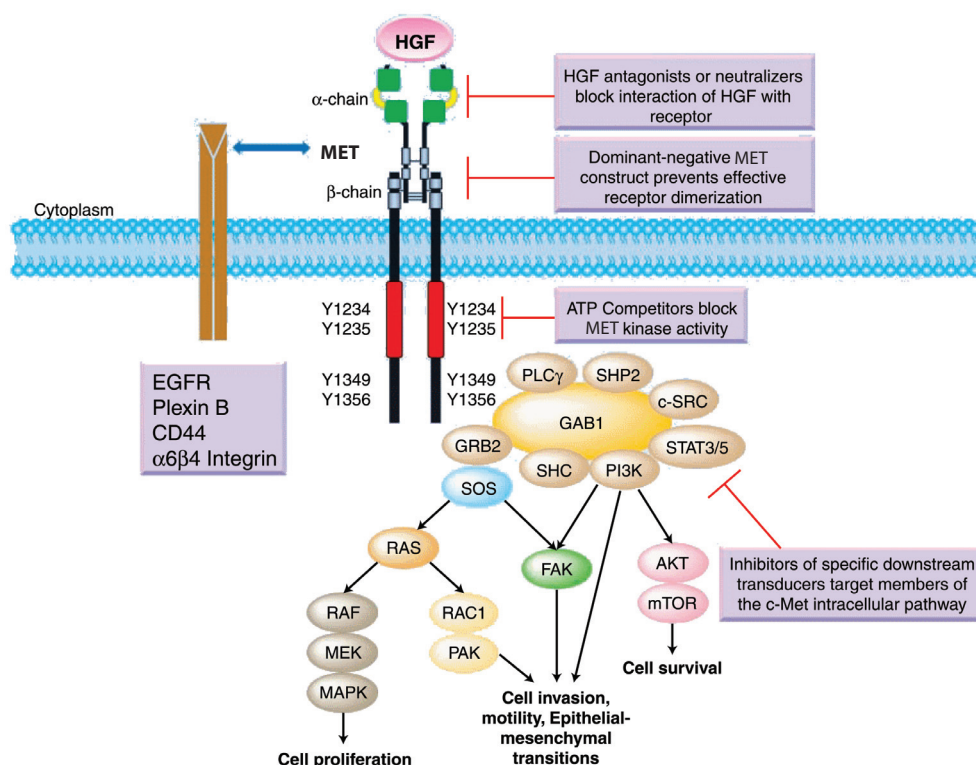 HGF
α-chain
HGF antagonists or neutralizers
block interaction of HGF with
receptor
MET
β-chain
Dominant-negative MET
construct prevents effective
receptor dimerization
Cytoplasm
Y1234
Y1235
Y1234
Y1235
ATP Competitors block
MET kinase activity
Y1349
Y1356
Y1349
Y1356
EGFR
Plexin B
CD44
α6β4 Integrin
PLCγ
SHP2
c-SRC
GAB1
GRB2
STAT3/5
SHC
PI3K
SOS
RAS
FAK
AKT
mTOR
Inhibitors of specific downstream
transducers target members of
the c-Met intracellular pathway
RAF
MEK
MAPK
RAC1
PAK
Cell survival
Cell invasion,
motility, Epithelial-
mesenchymal
transitions
Cell proliferation